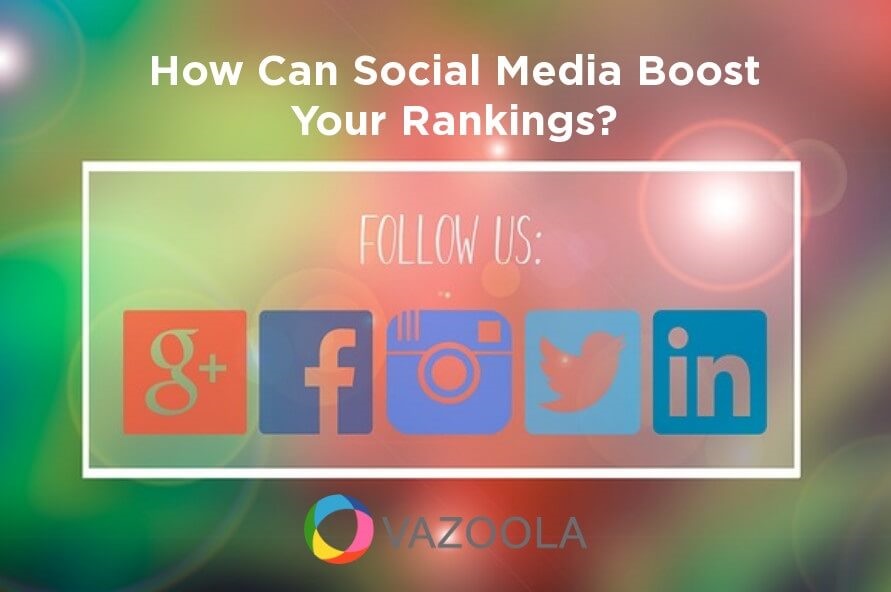 How Can Social Media Boost
Your Rankings?
FOLLOW US:
g+ f in
VAZOOLA